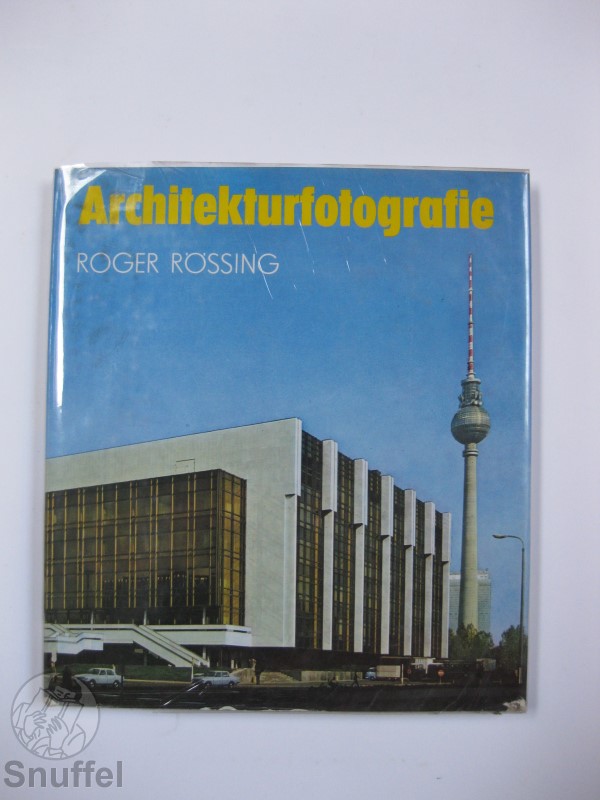 Architekturfotografie
ROGER RÖSSING
Snuffel